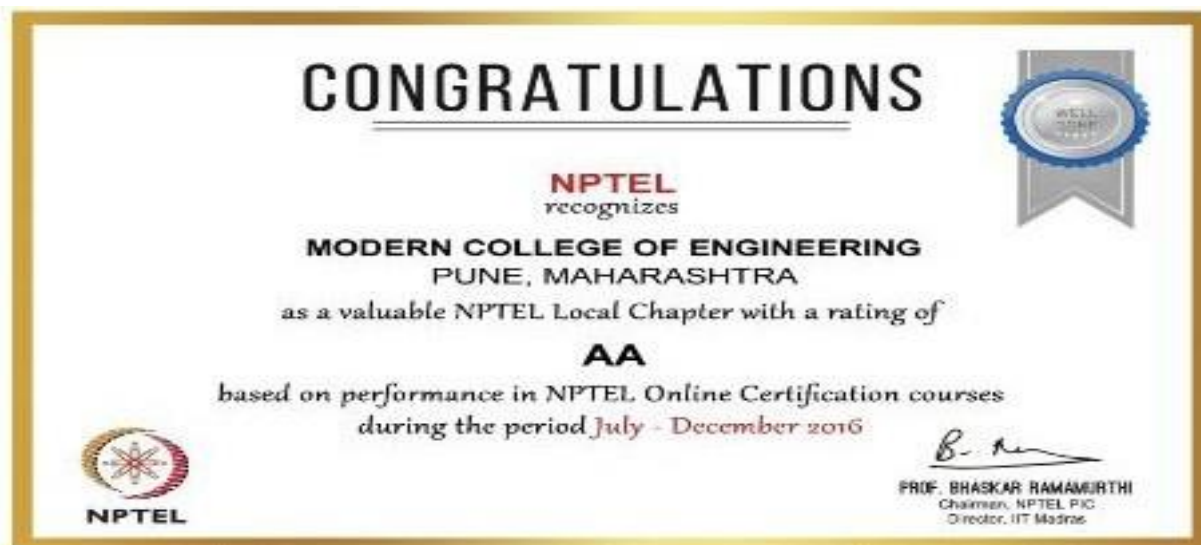 CONGRATULATIONS
WELL
DONE
NPTEL
recognizes
MODERN COLLEGE OF ENGINEERING
PUNE, MAHARASHTRA
as a valuable NPTEL Local Chapter with a rating of
AA
based on performance in NPTEL Online Certification courses
during the period July - December 2016
NPTEL
PROF. BHASKAR RAMAMURTHI
Chairman, NPTEL PIC
Director, IIT Madras